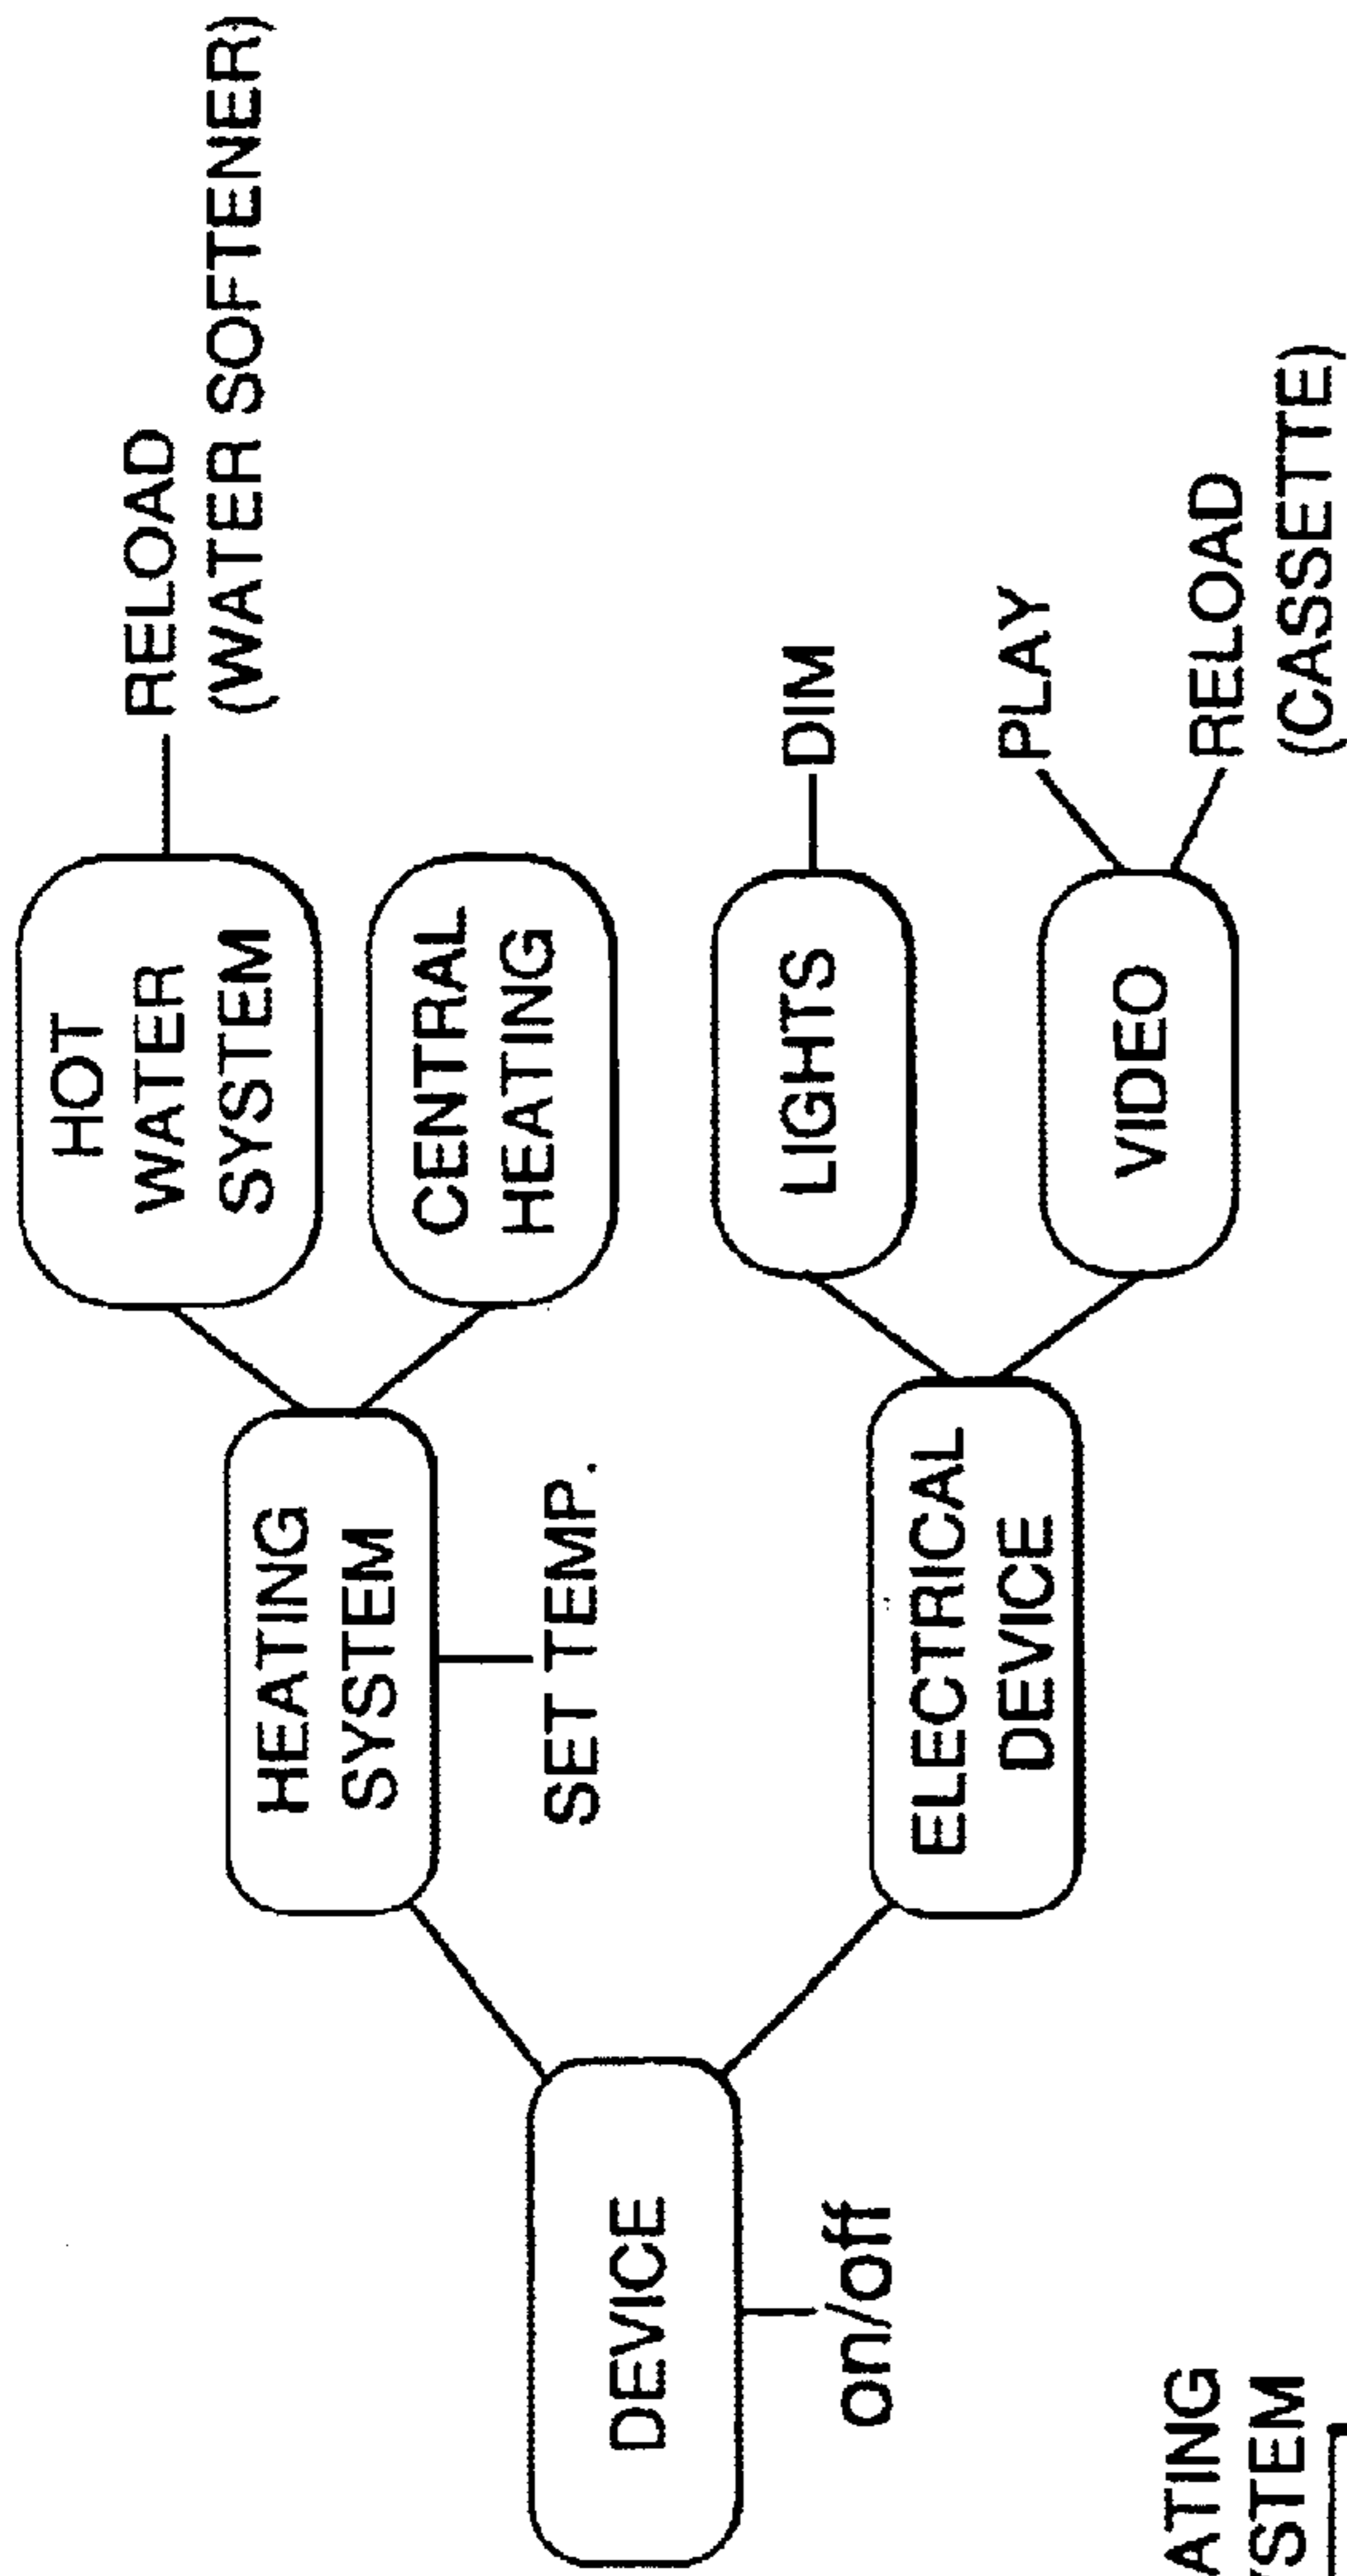 HOT
WATER
SYSTEM
RELOAD
(WATER SOFTENER)
HEATING
SYSTEM
CENTRAL
HEATING
SET TEMP.
DEVICE
on/off
LIGHTS
DIM
ELECTRICAL
DEVICE
VIDEO
PLAY
RELOAD
(CASSETTE)